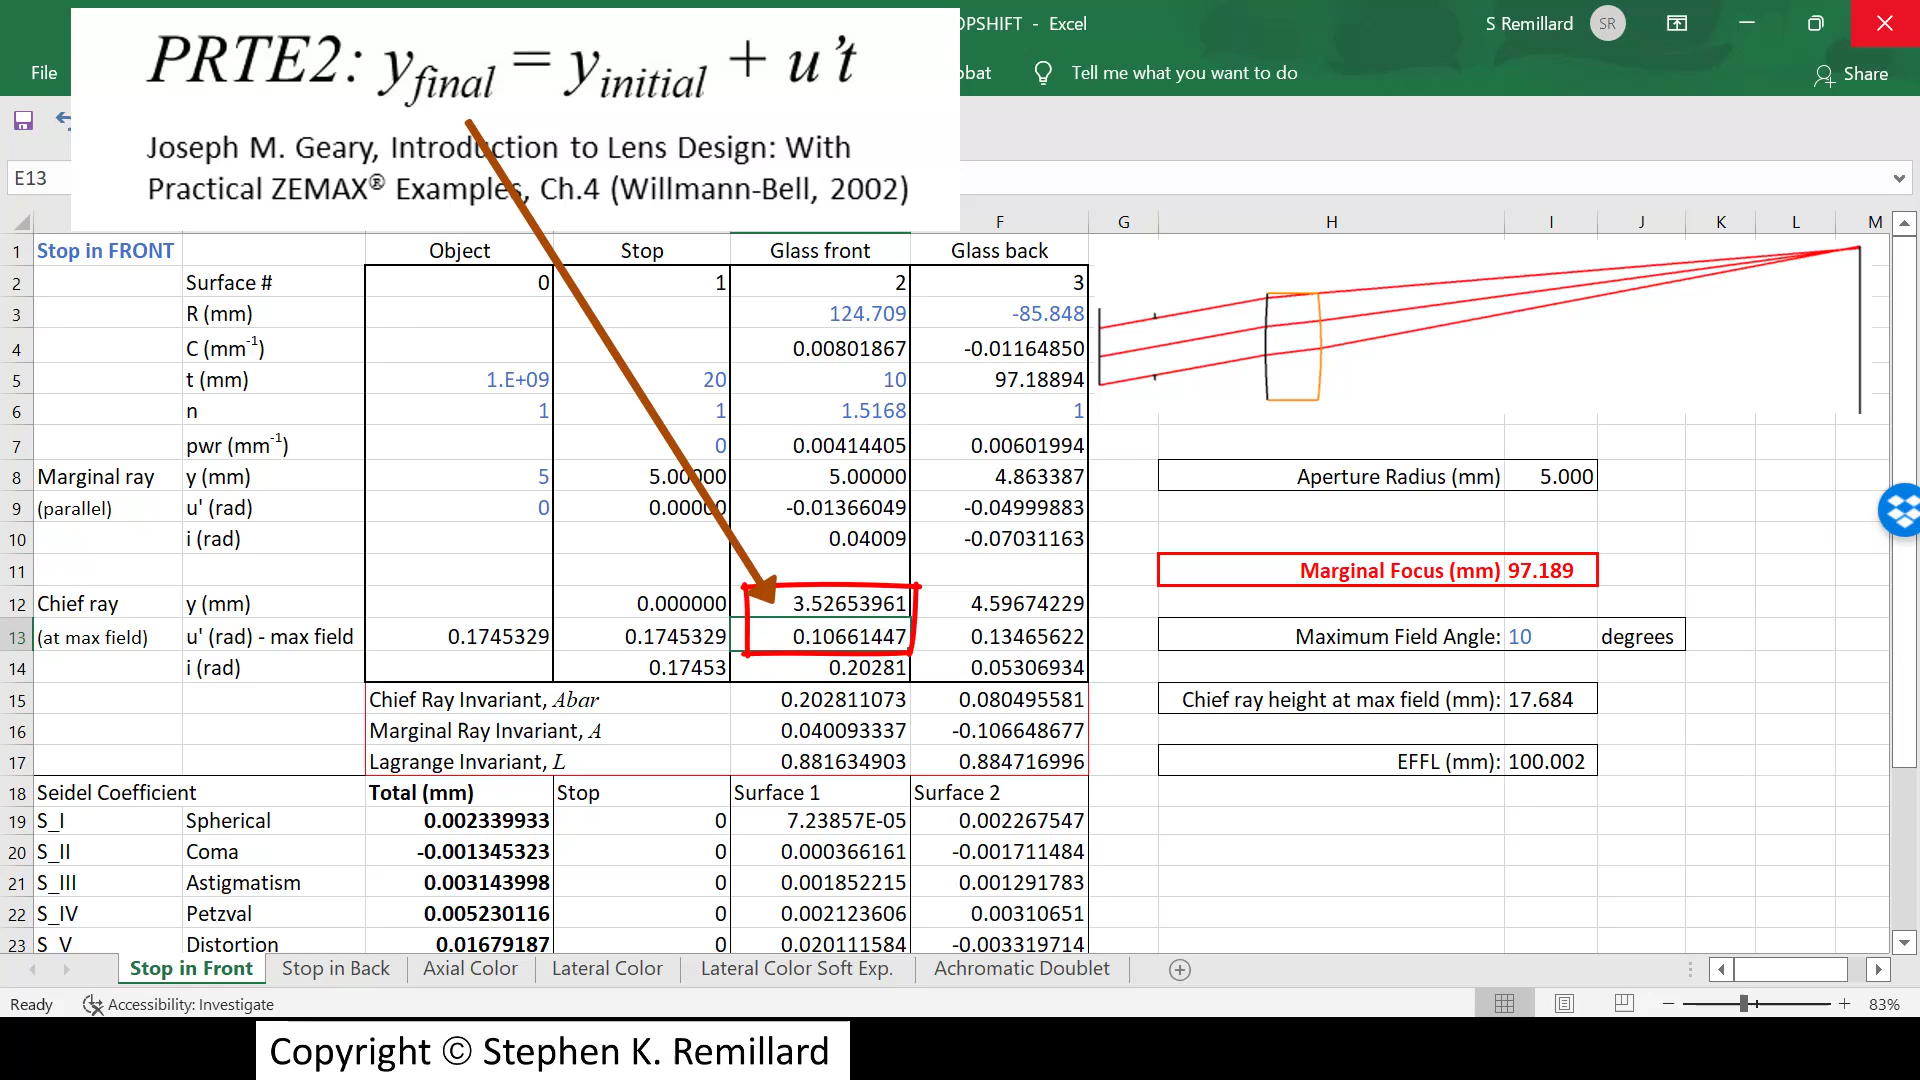 OPSHIFT - Excel
S Remillard
SR
File
obat
Tell me what you want to do
Share
PRTE2: yfinal = yinitial + u't
Joseph M. Geary, Introduction to Lens Design: With
Practical ZEMAX® Examples, Ch.4 (Willmann-Bell, 2002)
E13
F G H I J K L M
1 Stop in FRONT Object Stop Glass front Glass back
2 Surface # 0 1 2 3
3 R (mm) 124.709 -85.848
4 C (mm-1) 0.00801867 -0.01164850
5 t (mm) 1.E+09 20 10 97.18894
6 n 1 1 1.5168 1
7 pwr (mm-1) 0 0.00414405 0.00601994
8 Marginal ray y (mm) 5 5.00000 5.00000 4.863387 Aperture Radius (mm) 5.000
9 (parallel) u' (rad) 0 0.00000 -0.01366049 -0.04999883
10 i (rad) 0.04009 -0.07031163
11 Marginal Focus (mm) 97.189
12 Chief ray y (mm) 0.000000 3.52653961 4.59674229
13 (at max field) u' (rad) - max field 0.1745329 0.1745329 0.10661447 0.13465622 Maximum Field Angle: 10 degrees
14 i (rad) 0.17453 0.20281 0.05306934
15 Chief Ray Invariant, Abar 0.202811073 0.080495581 Chief ray height at max field (mm): 17.684
16 Marginal Ray Invariant, A 0.040093337 -0.106648677
17 Lagrange Invariant, L 0.881634903 0.884716996 EFFL (mm): 100.002
18 Seidel Coefficient Total (mm) Stop Surface 1 Surface 2
19 S_I Spherical 0.002339933 0 7.23857E-05 0.002267547
20 S_II Coma -0.001345323 0 0.000366161 -0.001711484
21 S_III Astigmatism 0.003143998 0 0.001852215 0.001291783
22 S_IV Petzval 0.005230116 0 0.002123606 0.00310651
23 S_V Distortion 0.01679187 0 0.020111584 -0.003319714
Stop in Front Stop in Back Axial Color Lateral Color Lateral Color Soft Exp. Achromatic Doublet
Ready Accessibility: Investigate 83%
Copyright © Stephen K. Remillard